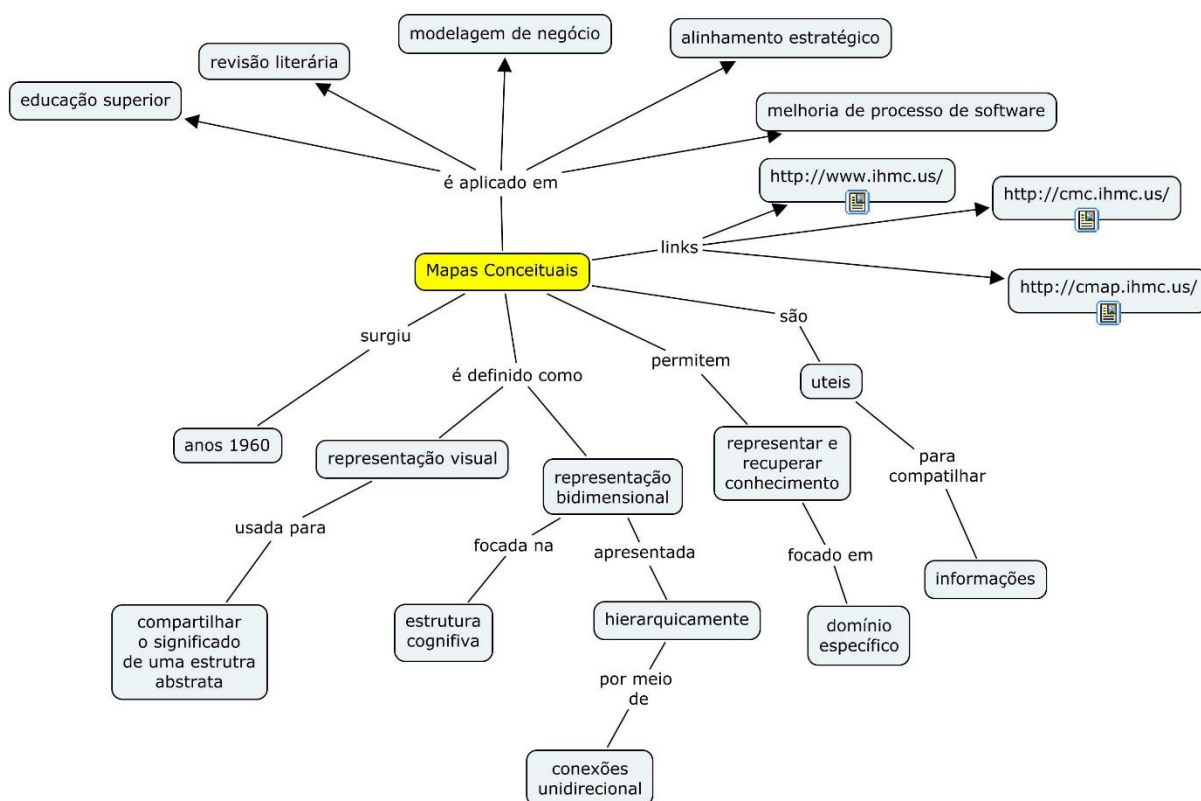 modelagem de negócio
alinhamento estratégico
revisão literária
educação superior
melhoria de processo de software
é aplicado em
http://www.ihmc.us/
http://cmc.ihmc.us/
links
Mapas Conceituais
http://cmap.ihmc.us/
surgiu
são
permitem
é definido como
uteis
anos 1960
representação visual
representar e
recuperar
conhecimento
representação
bidimensional
para
compatilhar
usada para
focada na
apresentada
focado em
informações
compartilhar
o significado
de uma estrutra
abstrata
estrutura
cognifiva
hierarquicamente
domínio
específico
por meio
de
conexões
unidirecional